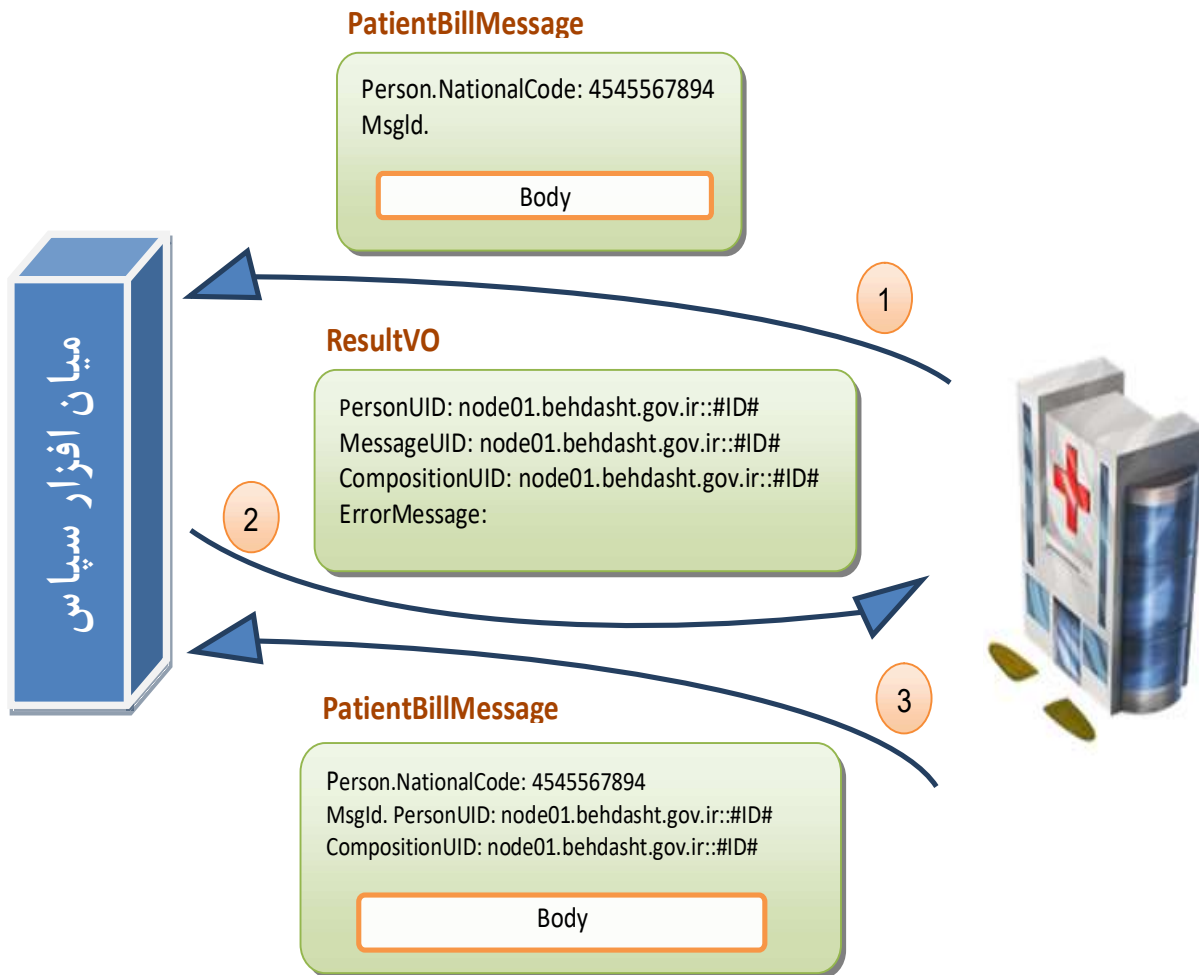 PatientBillMessage
Person.NationalCode: 4545567894
MsgId.
Body
1
میان افزار سپاس
ResultVO
PersonUID: node01.behdasht.gov.ir::#ID#
MessageUID: node01.behdasht.gov.ir::#ID#
CompositionUID: node01.behdasht.gov.ir::#ID#
ErrorMessage:
2
3
PatientBillMessage
Person.NationalCode: 4545567894
MsgId. PersonUID: node01.behdasht.gov.ir::#ID#
CompositionUID: node01.behdasht.gov.ir::#ID#
Body